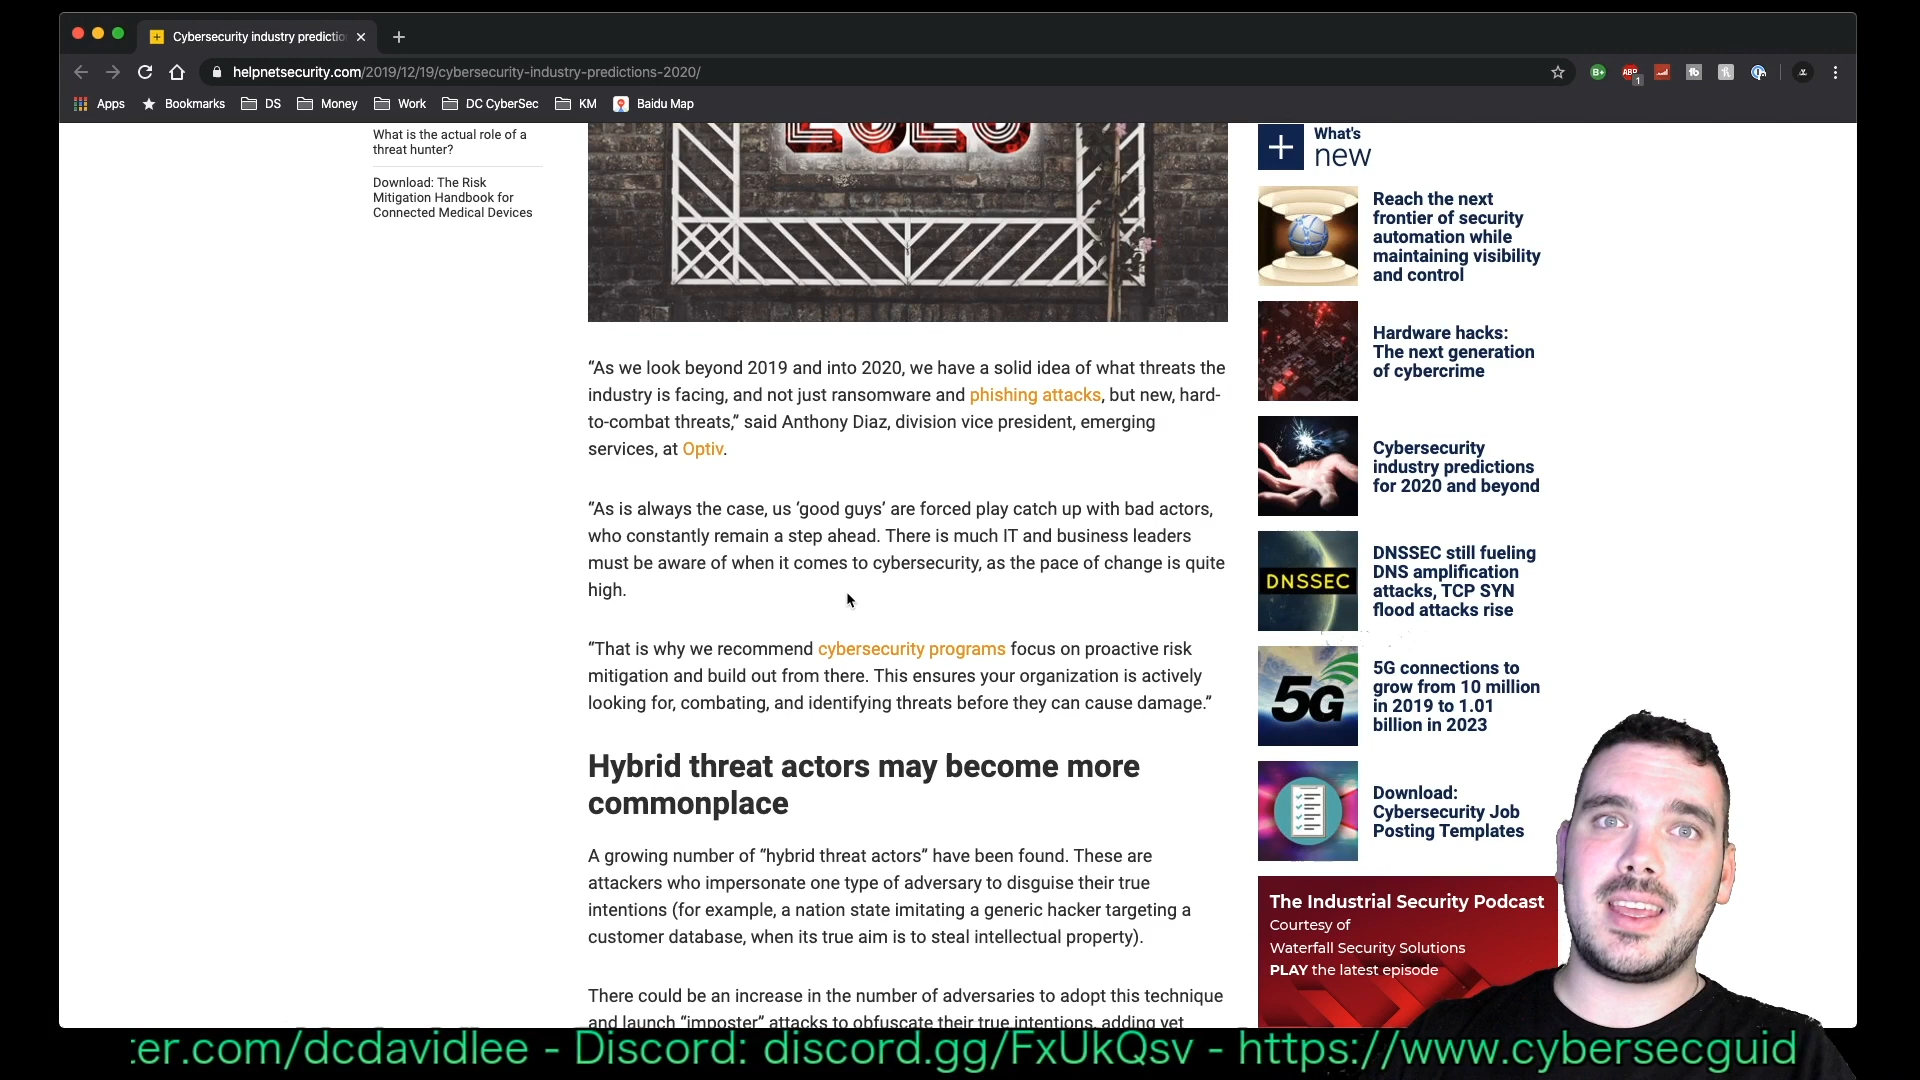 Cybersecurity industry predictio
helpnetsecurity.com/2019/12/19/cybersecurity-industry-predictions-2020/
B+
ABP
1
tb
Apps
Bookmarks
DS
Money
Work
DC CyberSec
KM
Baidu Map
What is the actual role of a
threat hunter?
Download: The Risk
Mitigation Handbook for
Connected Medical Devices
2020
“As we look beyond 2019 and into 2020, we have a solid idea of what threats the
industry is facing, and not just ransomware and phishing attacks, but new, hard-
to-combat threats,” said Anthony Diaz, division vice president, emerging
services, at Optiv.
“As is always the case, us ‘good guys’ are forced play catch up with bad actors,
who constantly remain a step ahead. There is much IT and business leaders
must be aware of when it comes to cybersecurity, as the pace of change is quite
high.
“That is why we recommend cybersecurity programs focus on proactive risk
mitigation and build out from there. This ensures your organization is actively
looking for, combating, and identifying threats before they can cause damage.”
Hybrid threat actors may become more
commonplace
A growing number of “hybrid threat actors” have been found. These are
attackers who impersonate one type of adversary to disguise their true
intentions (for example, a nation state imitating a generic hacker targeting a
customer database, when its true aim is to steal intellectual property).
There could be an increase in the number of adversaries to adopt this technique
and launch “imposter” attacks to obfuscate their true intentions, adding yet
What's
new
Reach the next
frontier of security
automation while
maintaining visibility
and control
Hardware hacks:
The next generation
of cybercrime
Cybersecurity
industry predictions
for 2020 and beyond
DNSSEC
DNSSEC still fueling
DNS amplification
attacks, TCP SYN
flood attacks rise
5G
5G connections to
grow from 10 million
in 2019 to 1.01
billion in 2023
Download:
Cybersecurity Job
Posting Templates
The Industrial Security Podcast
Courtesy of
Waterfall Security Solutions
PLAY the latest episode
ter.com/dcdavidlee - Discord: discord.gg/FxUkQsv - https://www.cybersecguid